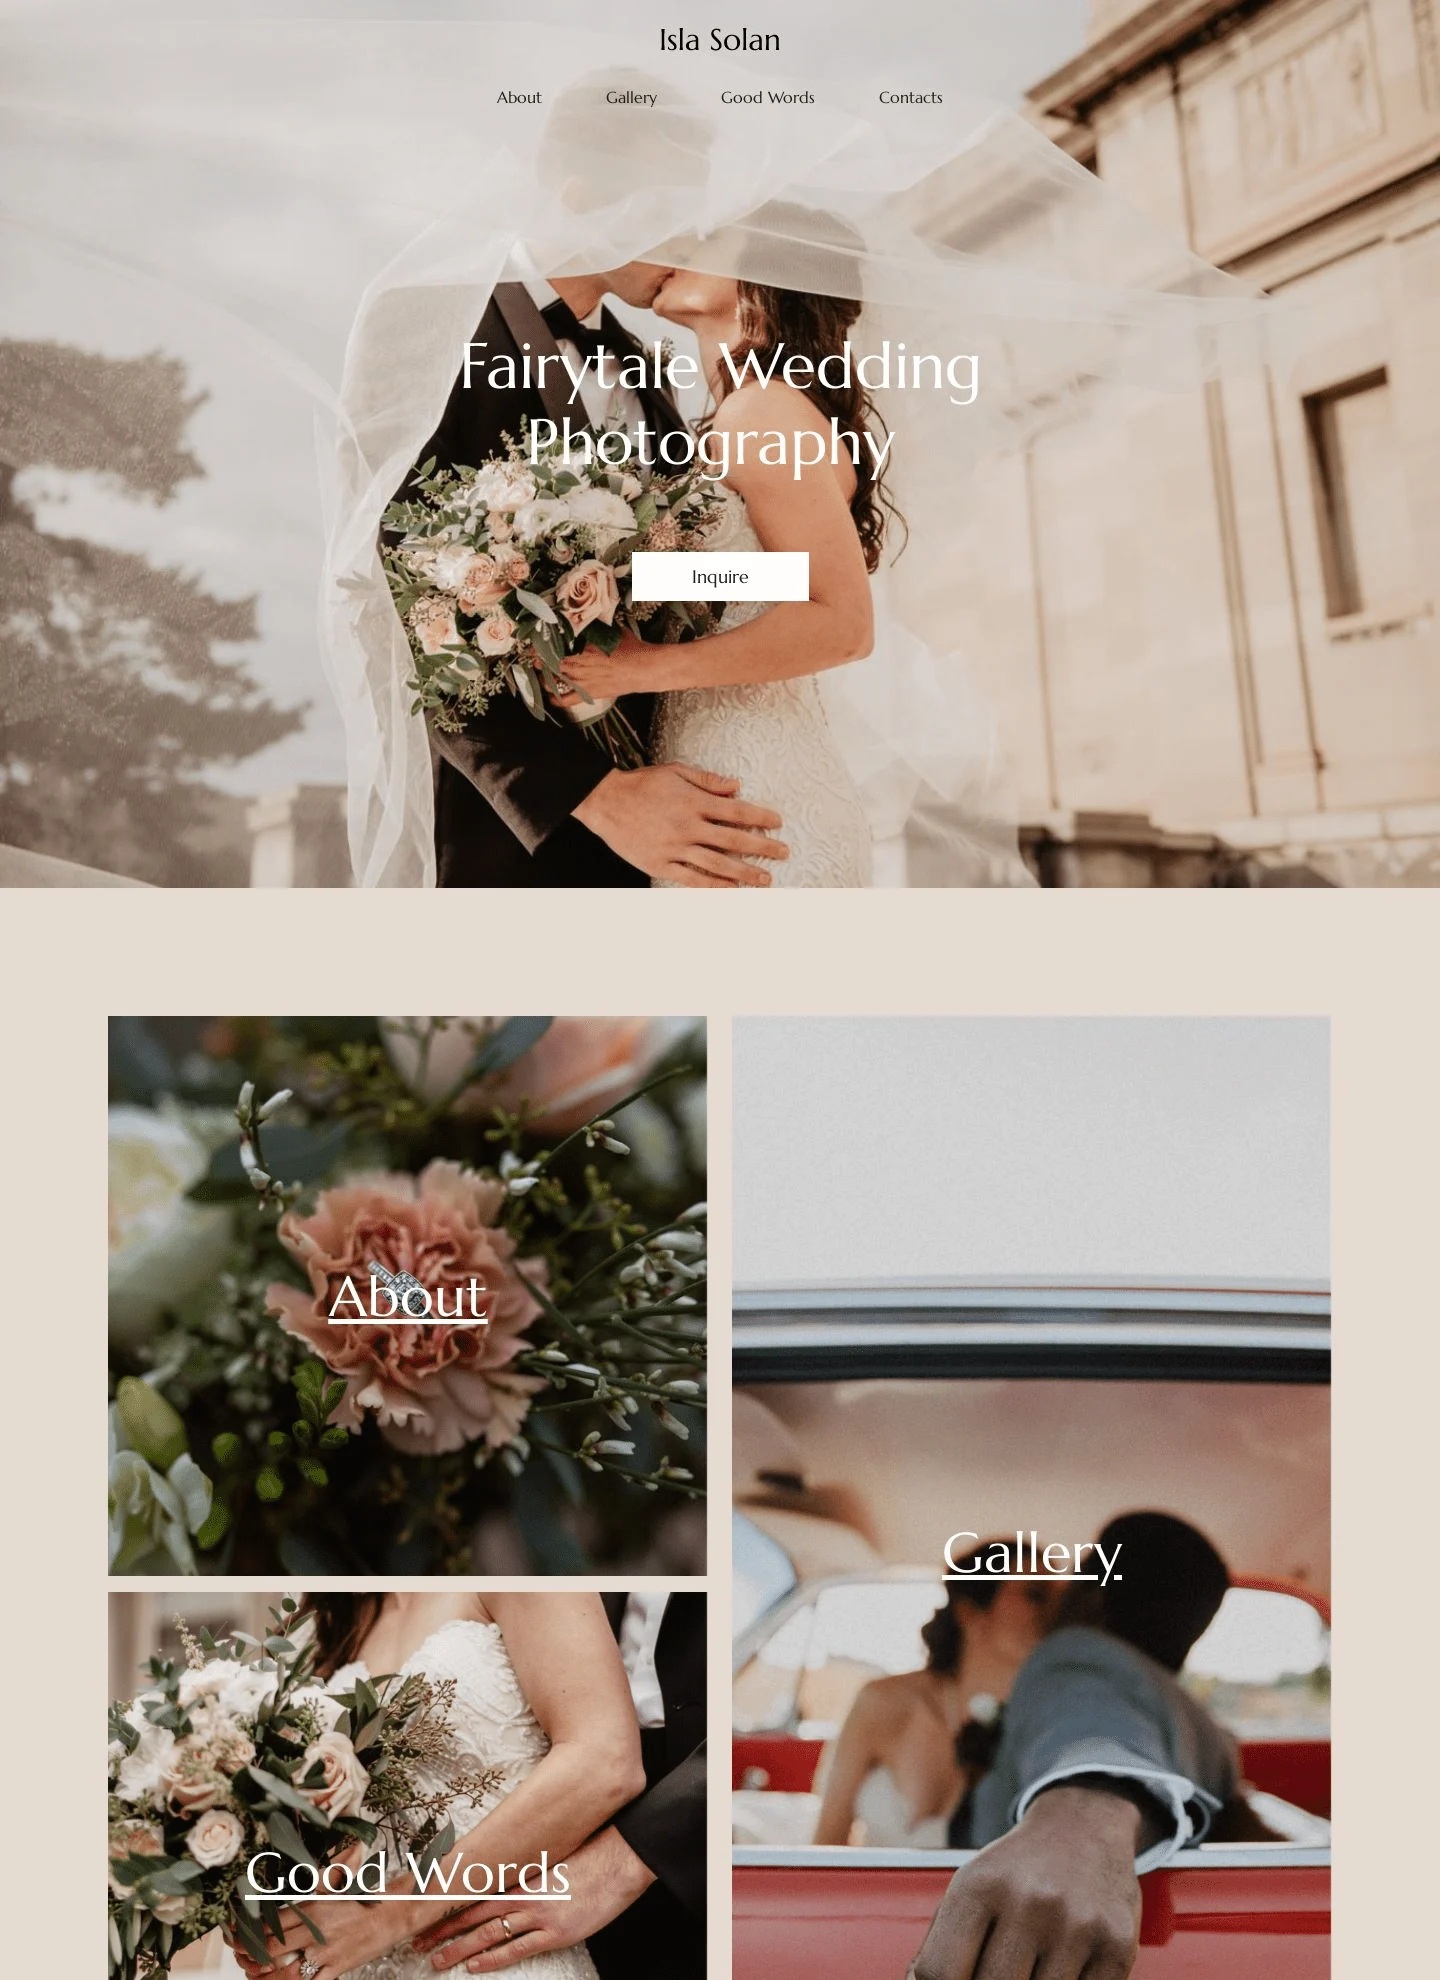 Isla Solan
About
Gallery
Good Words
Contacts
Fairytale Wedding
Photography
Inquire
About
Gallery
Good Words